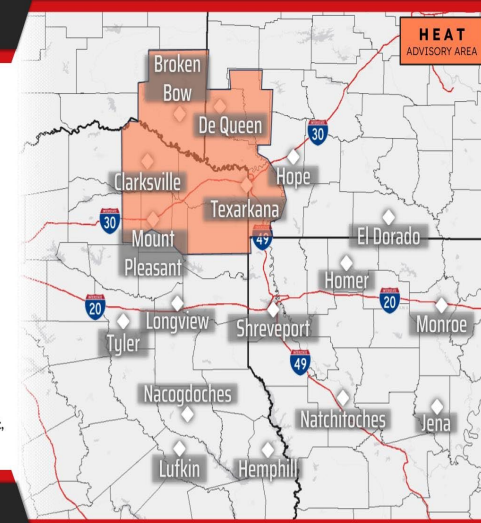 HEAT
ADVISORY AREA
Broken
Bow
De Queen
30
Hope
Clarksville
Texarkana
30
Mount
Pleasant
49
El Dorado
Homer
20
Longview
20
Tyler
Shreveport
Monroe
49
Nacogdoches
Natchitoches
Jena
Lufkin
Hemphill